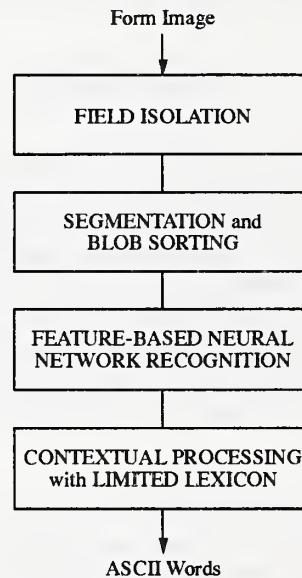 Form Image
FIELD ISOLATION
SEGMENTATION and
BLOB SORTING
FEATURE-BASED NEURAL
NETWORK RECOGNITION
CONTEXTUAL PROCESSING
with LIMITED LEXICON
ASCII Words